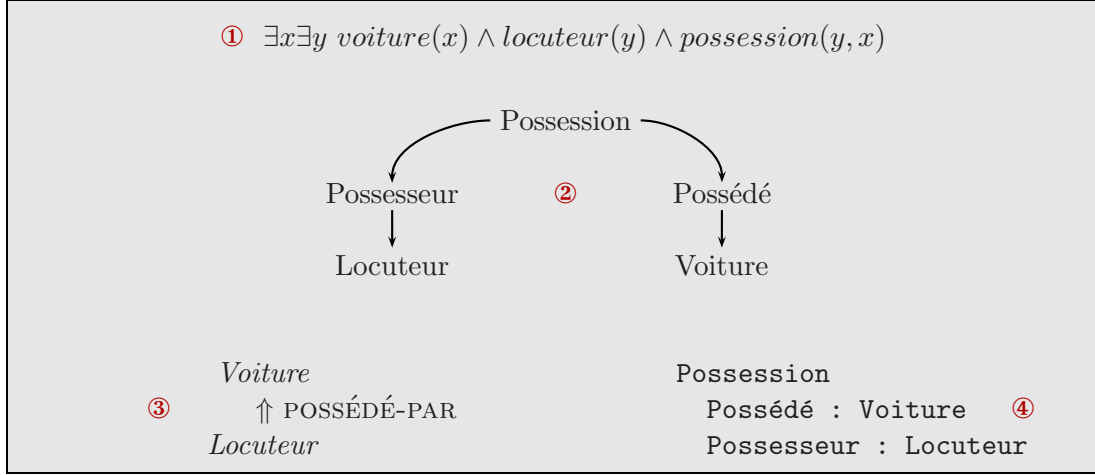 ① ∃x∃y voiture(x) ∧ locuteur(y) ∧ possession(y, x)
Possession
Possesseur ② Possédé
Locuteur Voiture
Voiture
③ ⇑ POSSÉDÉ-PAR
Locuteur
Possession
Possédé : Voiture ④
Possesseur : Locuteur